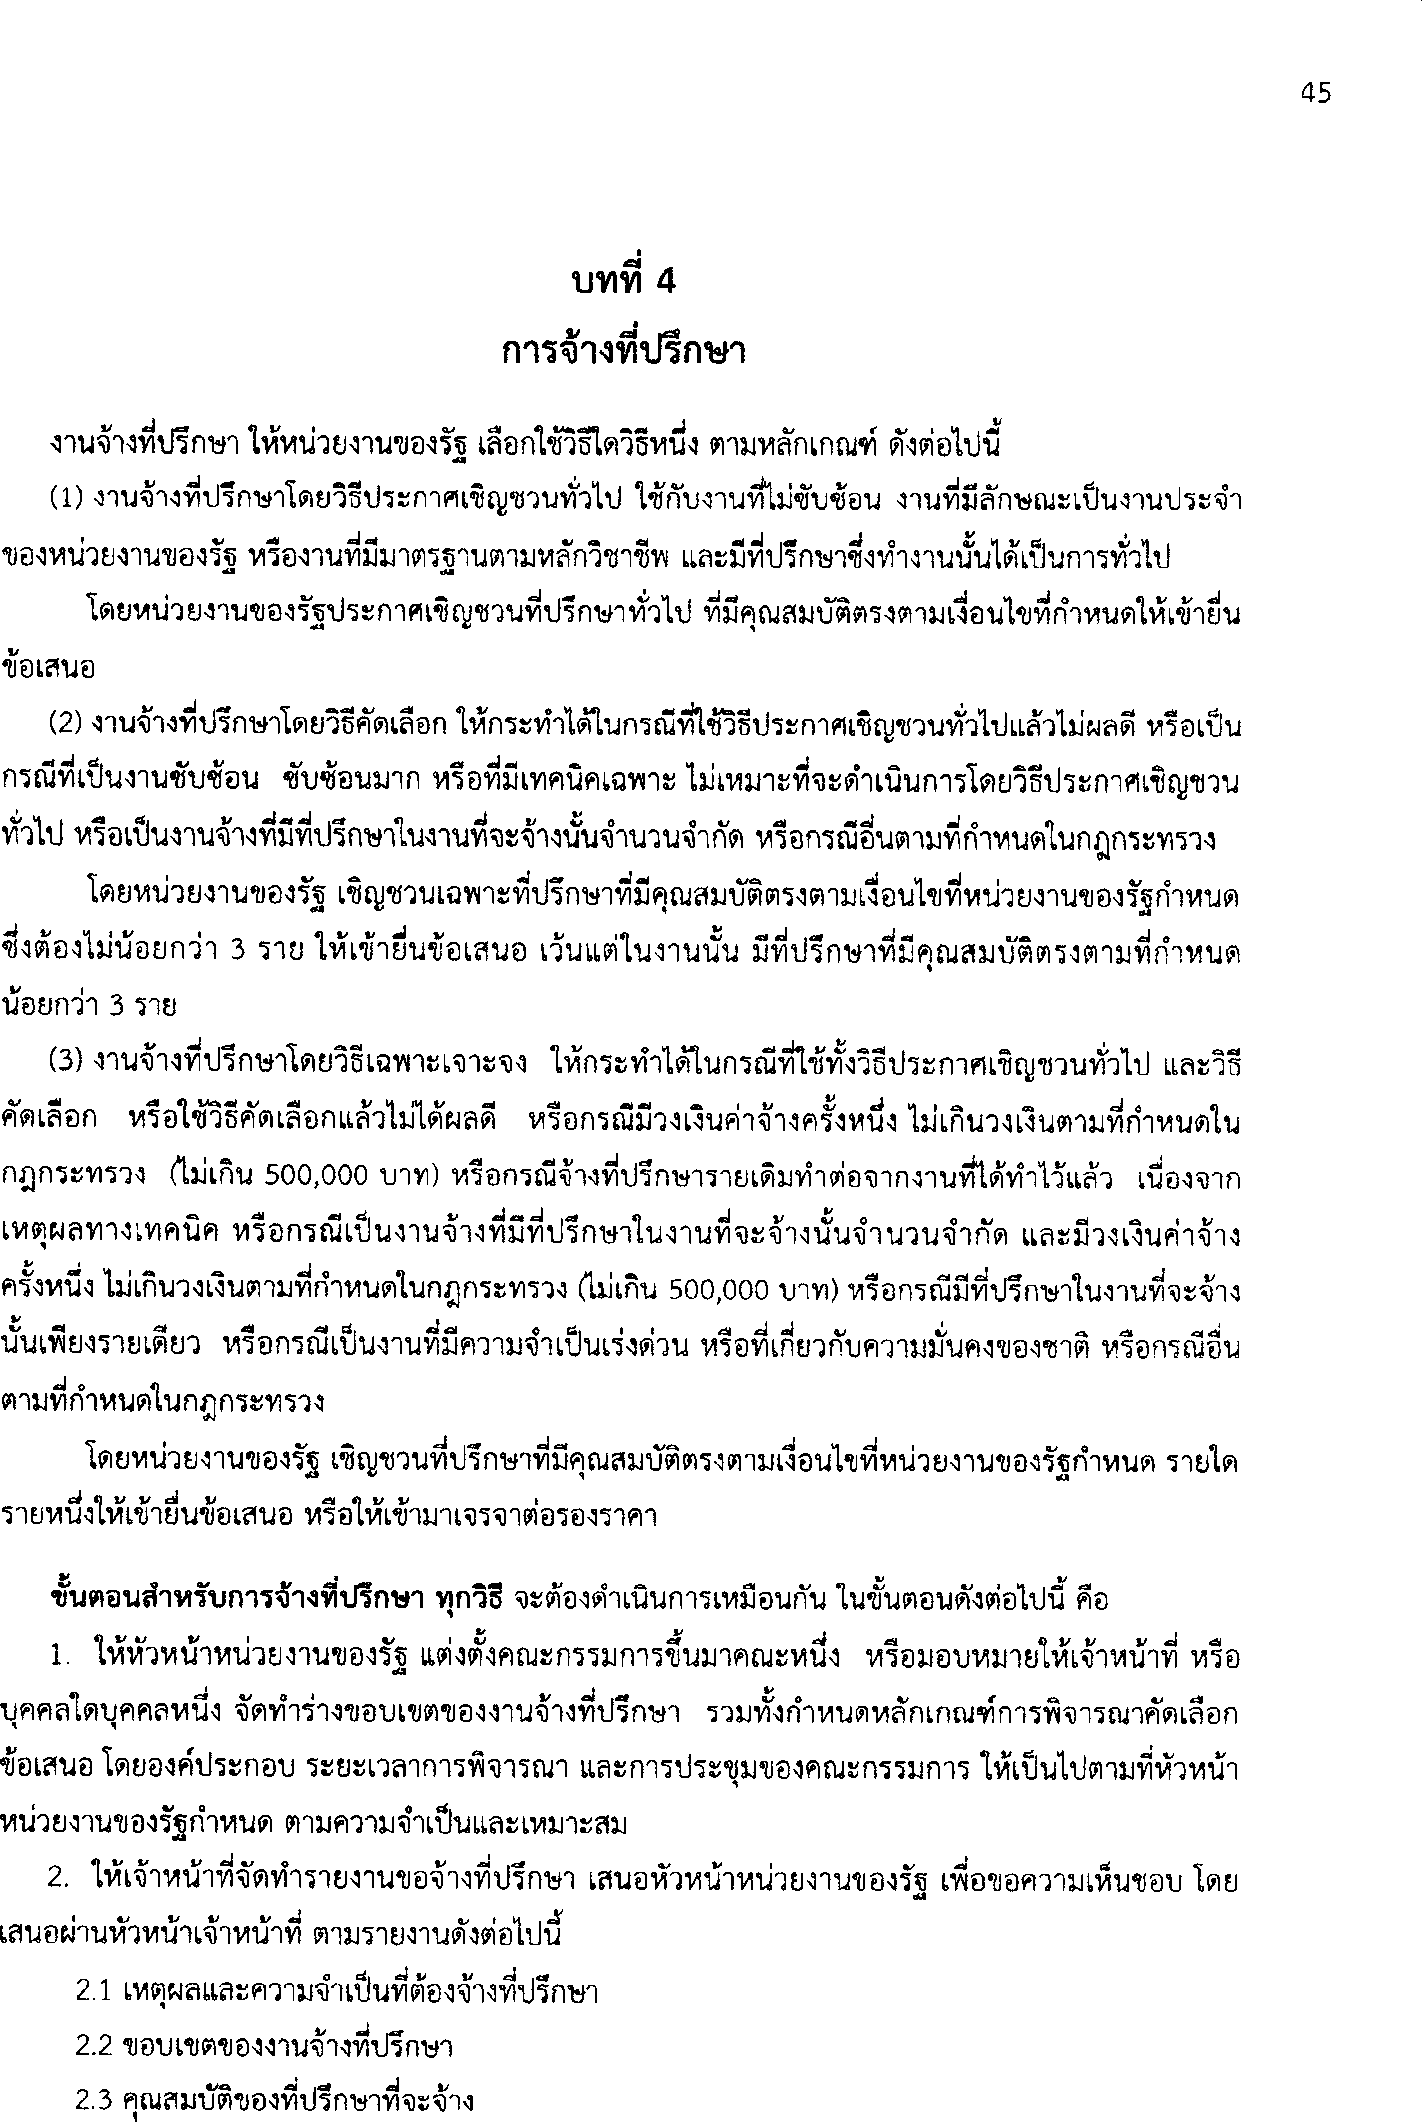 45
บทที่ 4
การจ้างที่ปรึกษา
งานจ้างที่ปรึกษา ให้หน่วยงานของรัฐ เลือกใช้วิธีใดวิธีหนึ่ง ตามหลักเกณฑ์ ดังต่อไปนี้
(1) งานจ้างที่ปรึกษาโดยวิธีประกาศเชิญชวนทั่วไป ใช้กับงานที่ไม่ซับซ้อน งานที่มีลักษณะเป็นงานประจำ
ของหน่วยงานของรัฐ หรืองานที่มีมาตรฐานตามหลักวิชาชีพ และมีที่ปรึกษาซึ่งทำงานนั้นได้เป็นการทั่วไป
โดยหน่วยงานของรัฐประกาศเชิญชวนที่ปรึกษาทั่วไป ที่มีคุณสมบัติตรงตามเงื่อนไขที่กำหนดให้เข้ายื่น
ข้อเสนอ
(2) งานจ้างที่ปรึกษาโดยวิธีคัดเลือก ให้กระทำได้ในกรณีที่ใช้วิธีประกาศเชิญชวนทั่วไปแล้วไม่ผลดี หรือเป็น
กรณีที่เป็นงานซับซ้อน ซับซ้อนมาก หรือที่มีเทคนิคเฉพาะ ไม่เหมาะที่จะดำเนินการโดยวิธีประกาศเชิญชวน
ทั่วไป หรือเป็นงานจ้างที่มีที่ปรึกษาในงานที่จะจ้างนั้นจำนวนจำกัด หรือกรณีอื่นตามที่กำหนดในกฎกระทรวง
โดยหน่วยงานของรัฐ เชิญชวนเฉพาะที่ปรึกษาที่มีคุณสมบัติตรงตามเงื่อนไขที่หน่วยงานของรัฐกำหนด
ซึ่งต้องไม่น้อยกว่า 3 ราย ให้เข้ายื่นข้อเสนอ เว้นแต่ในงานนั้น มีที่ปรึกษาที่มีคุณสมบัติตรงตามที่กำหนด
น้อยกว่า 3 ราย
(3) งานจ้างที่ปรึกษาโดยวิธีเฉพาะเจาะจง ให้กระทำได้ในกรณีที่ใช้ทั้งวิธีประกาศเชิญชวนทั่วไป และวิธี
คัดเลือก หรือใช้วิธีคัดเลือกแล้วไม่ได้ผลดี หรือกรณีมีวงเงินค่าจ้างครั้งหนึ่ง ไม่เกินวงเงินตามที่กำหนดใน
กฎกระทรวง (ไม่เกิน 500,000 บาท) หรือกรณีจ้างที่ปรึกษารายเดิมทำต่อจากงานที่ได้ทำไว้แล้ว เนื่องจาก
เหตุผลทางเทคนิค หรือกรณีเป็นงานจ้างที่มีที่ปรึกษาในงานที่จะจ้างนั้นจำนวนจำกัด และมีวงเงินค่าจ้าง
ครั้งหนึ่ง ไม่เกินวงเงินตามที่กำหนดในกฎกระทรวง (ไม่เกิน 500,000 บาท) หรือกรณีมีที่ปรึกษาในงานที่จะจ้าง
นั้นเพียงรายเดียว หรือกรณีเป็นงานที่มีความจำเป็นเร่งด่วน หรือที่เกี่ยวกับความมั่นคงของชาติ หรือกรณีอื่น
ตามที่กำหนดในกฎกระทรวง
โดยหน่วยงานของรัฐ เชิญชวนที่ปรึกษาที่มีคุณสมบัติตรงตามเงื่อนไขที่หน่วยงานของรัฐกำหนด รายใด
รายหนึ่งให้เข้ายื่นข้อเสนอ หรือให้เข้ามาเจรจาต่อรองราคา
ขั้นตอนสำหรับการจ้างที่ปรึกษา ทุกวิธี จะต้องดำเนินการเหมือนกัน ในขั้นตอนดังต่อไปนี้ คือ
1. ให้หัวหน้าหน่วยงานของรัฐ แต่งตั้งคณะกรรมการขึ้นมาคณะหนึ่ง หรือมอบหมายให้เจ้าหน้าที่ หรือ
บุคคลใดบุคคลหนึ่ง จัดทำร่างขอบเขตของงานจ้างที่ปรึกษา รวมทั้งกำหนดหลักเกณฑ์การพิจารณาคัดเลือก
ข้อเสนอ โดยองค์ประกอบ ระยะเวลาการพิจารณา และการประชุมของคณะกรรมการ ให้เป็นไปตามที่หัวหน้า
หน่วยงานของรัฐกำหนด ตามความจำเป็นและเหมาะสม
2. ให้เจ้าหน้าที่จัดทำรายงานขอจ้างที่ปรึกษา เสนอหัวหน้าหน่วยงานของรัฐ เพื่อขอความเห็นชอบ โดย
เสนอผ่านหัวหน้าเจ้าหน้าที่ ตามรายงานดังต่อไปนี้
2.1 เหตุผลและความจำเป็นที่ต้องจ้างที่ปรึกษา
2.2 ขอบเขตของงานจ้างที่ปรึกษา
2.3 คุณสมบัติของที่ปรึกษาที่จะจ้าง